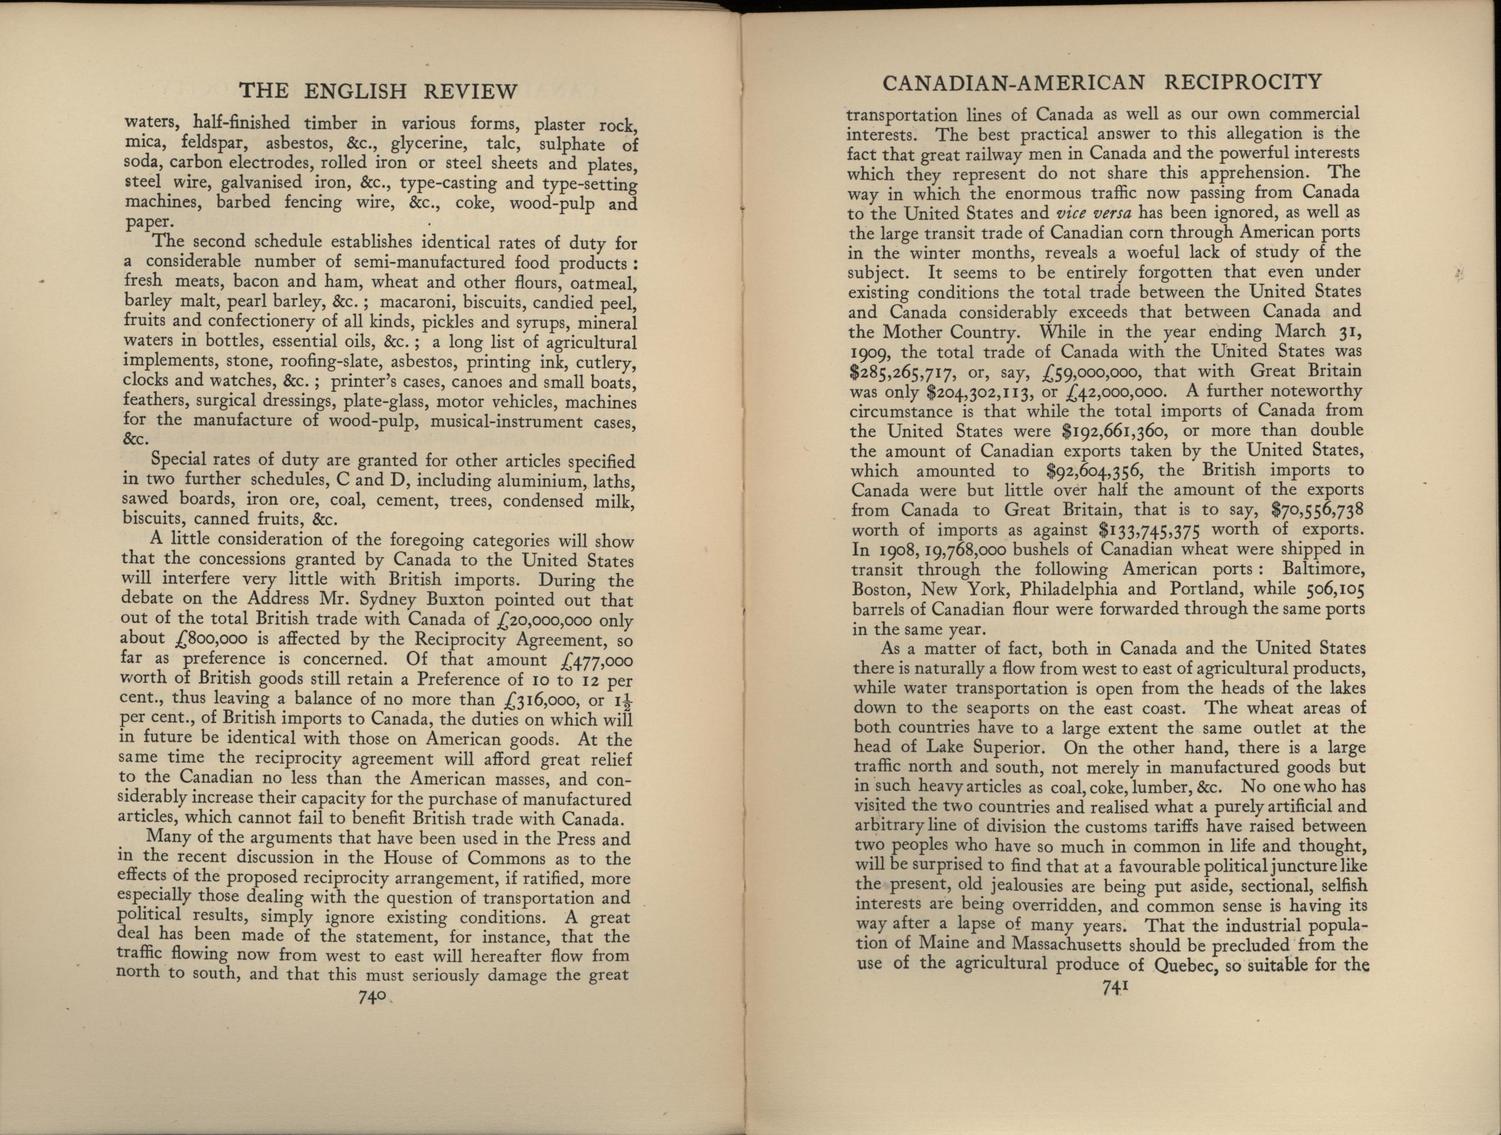 THE ENGLISH REVIEW
waters, half-finished timber in various forms, plaster rock,
mica, feldspar, asbestos, &c., glycerine, talc, sulphate of
soda, carbon electrodes, rolled iron or steel sheets and plates,
steel wire, galvanised iron, &c., type-casting and type-setting
machines, barbed fencing wire, &c., coke, wood-pulp and
paper.
The second schedule establishes identical rates of duty for
a considerable number of semi-manufactured food products :
fresh meats, bacon and ham, wheat and other flours, oatmeal,
barley malt, pearl barley, &c. ; macaroni, biscuits, candied peel,
fruits and confectionery of all kinds, pickles and syrups, mineral
waters in bottles, essential oils, &c. ; a long list of agricultural
implements, stone, roofing-slate, asbestos, printing ink, cutlery,
clocks and watches, &c. ; printer's cases, canoes and small boats,
feathers, surgical dressings, plate-glass, motor vehicles, machines
for the manufacture of wood-pulp, musical-instrument cases,
&c.
Special rates of duty are granted for other articles specified
in two further schedules, C and D, including aluminium, laths,
sawed boards, iron ore, coal, cement, trees, condensed milk,
biscuits, canned fruits, &c.
A little consideration of the foregoing categories will show
that the concessions granted by Canada to the United States
will interfere very little with British imports. During the
debate on the Address Mr. Sydney Buxton pointed out that
out of the total British trade with Canada of £20,000,000 only
about £800,000 is affected by the Reciprocity Agreement, so
far as preference is concerned. Of that amount £477,000
worth of British goods still retain a Preference of 10 to 12 per
cent., thus leaving a balance of no more than £316,000, or 1½
per cent., of British imports to Canada, the duties on which will
in future be identical with those on American goods. At the
same time the reciprocity agreement will afford great relief
to the Canadian no less than the American masses, and con-
siderably increase their capacity for the purchase of manufactured
articles, which cannot fail to benefit British trade with Canada.
Many of the arguments that have been used in the Press and
in the recent discussion in the House of Commons as to the
effects of the proposed reciprocity arrangement, if ratified, more
especially those dealing with the question of transportation and
political results, simply ignore existing conditions. A great
deal has been made of the statement, for instance, that the
traffic flowing now from west to east will hereafter flow from
north to south, and that this must seriously damage the great
740
CANADIAN-AMERICAN RECIPROCITY
transportation lines of Canada as well as our own commercial
interests. The best practical answer to this allegation is the
fact that great railway men in Canada and the powerful interests
which they represent do not share this apprehension. The
way in which the enormous traffic now passing from Canada
to the United States and vice versa has been ignored, as well as
the large transit trade of Canadian corn through American ports
in the winter months, reveals a woeful lack of study of the
subject. It seems to be entirely forgotten that even under
existing conditions the total trade between the United States
and Canada considerably exceeds that between Canada and
the Mother Country. While in the year ending March 31,
1909, the total trade of Canada with the United States was
$285,265,717, or, say, £59,000,000, that with Great Britain
was only $204,302,113, or £42,000,000. A further noteworthy
circumstance is that while the total imports of Canada from
the United States were $192,661,360, or more than double
the amount of Canadian exports taken by the United States,
which amounted to $92,604,356, the British imports to
Canada were but little over half the amount of the exports
from Canada to Great Britain, that is to say, $70,556,738
worth of imports as against $133,745,375 worth of exports.
In 1908, 19,768,000 bushels of Canadian wheat were shipped in
transit through the following American ports : Baltimore,
Boston, New York, Philadelphia and Portland, while 506,105
barrels of Canadian flour were forwarded through the same ports
in the same year.
As a matter of fact, both in Canada and the United States
there is naturally a flow from west to east of agricultural products,
while water transportation is open from the heads of the lakes
down to the seaports on the east coast. The wheat areas of
both countries have to a large extent the same outlet at the
head of Lake Superior. On the other hand, there is a large
traffic north and south, not merely in manufactured goods but
in such heavy articles as coal, coke, lumber, &c. No one who has
visited the two countries and realised what a purely artificial and
arbitrary line of division the customs tariffs have raised between
two peoples who have so much in common in life and thought,
will be surprised to find that at a favourable political juncture like
the present, old jealousies are being put aside, sectional, selfish
interests are being overridden, and common sense is having its
way after a lapse of many years. That the industrial popula-
tion of Maine and Massachusetts should be precluded from the
use of the agricultural produce of Quebec, so suitable for the
741